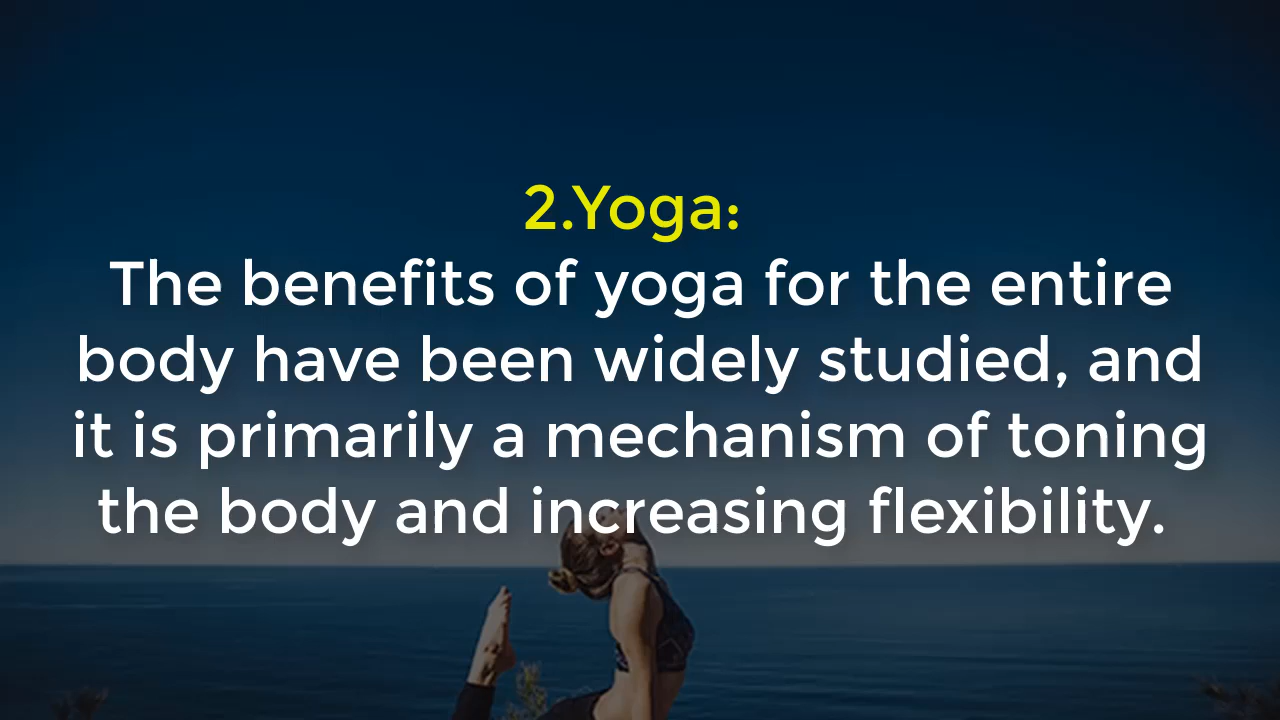 2.Yoga:
The benefits of yoga for the entire
body have been widely studied, and
it is primarily a mechanism of toning
the body and increasing flexibility.